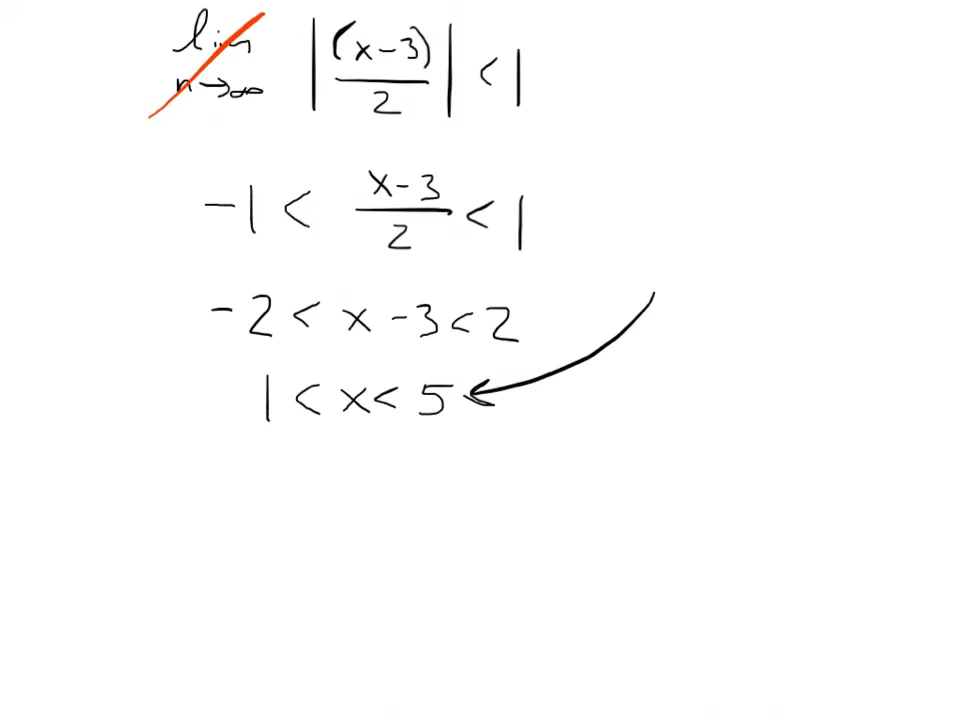 lim n→∞ |(x-3)/2| < 1
-1 < x-3/2 < 1
-2 < x-3 < 2
1 < x < 5